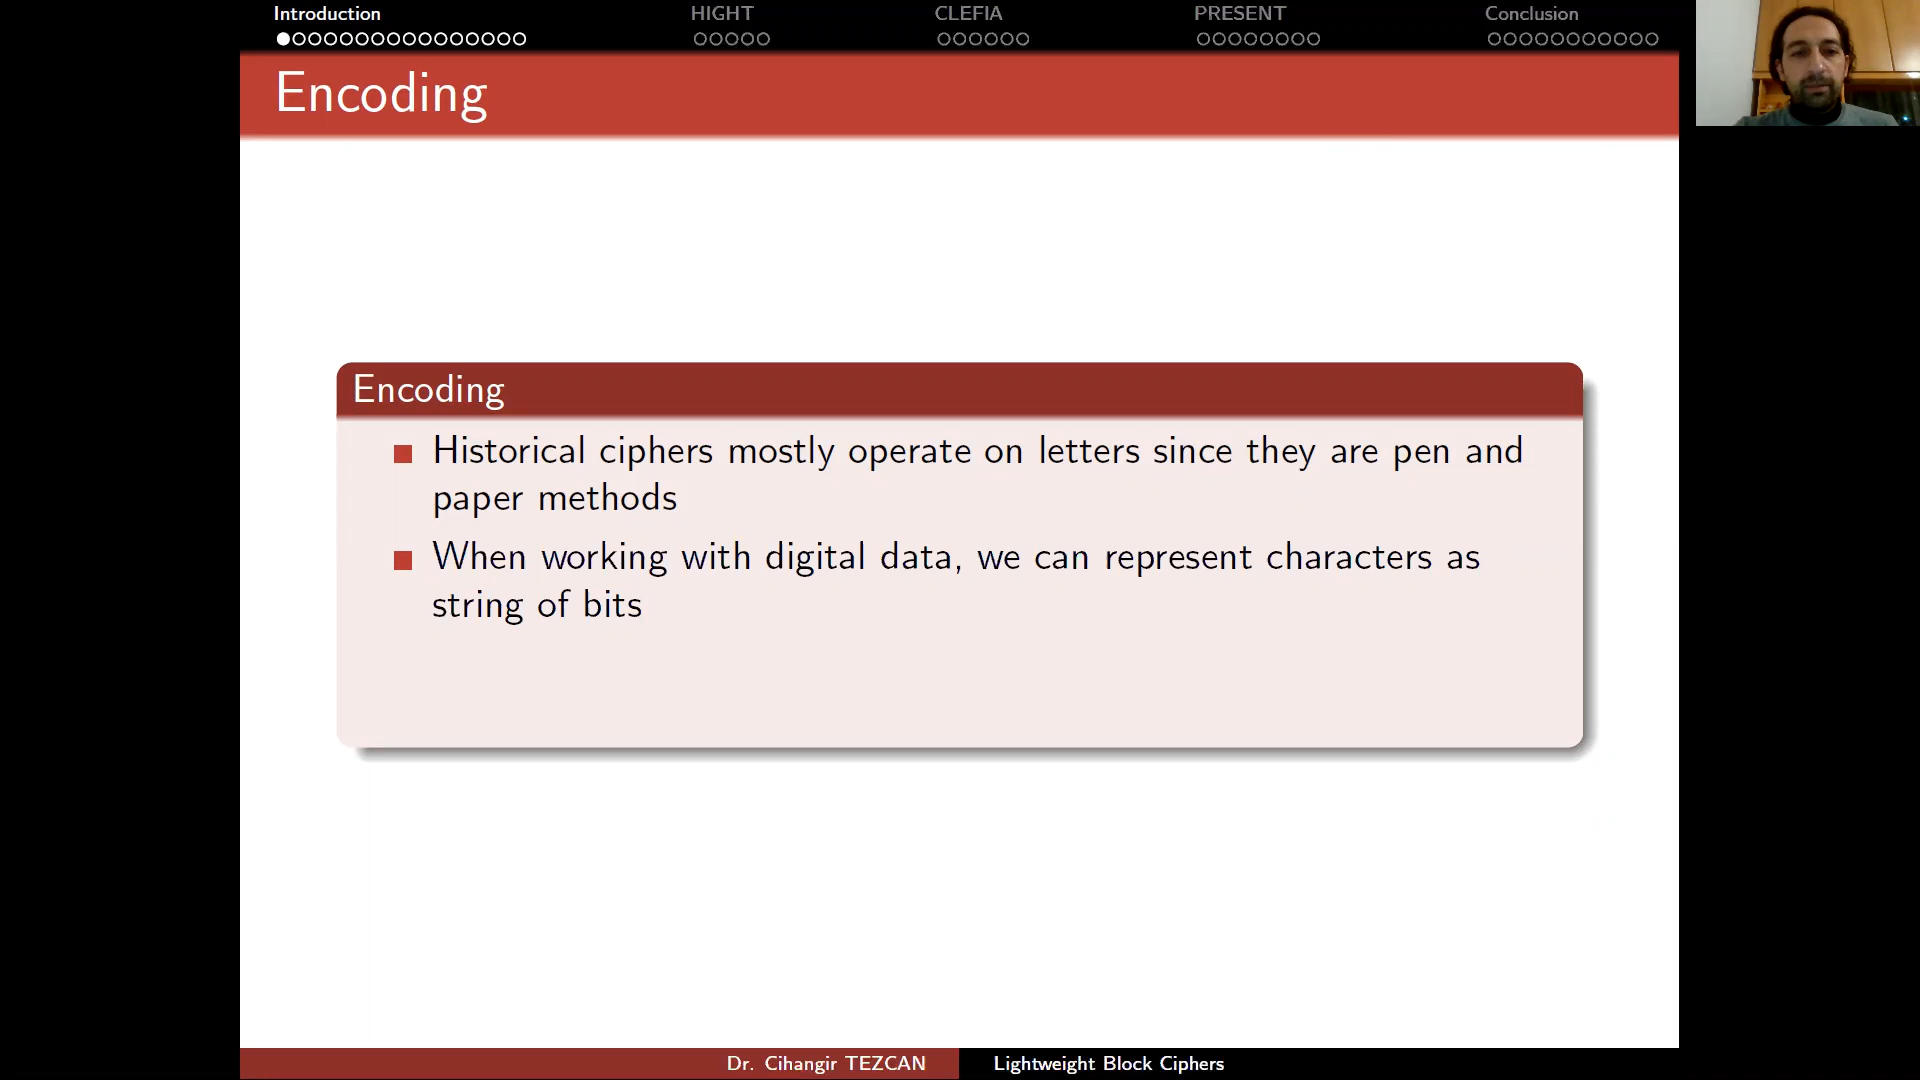 Introduction
HIGHT
CLEFIA
PRESENT
Conclusion
Encoding
Encoding
Historical ciphers mostly operate on letters since they are pen and
paper methods
When working with digital data, we can represent characters as
string of bits
Dr. Cihangir TEZCAN
Lightweight Block Ciphers